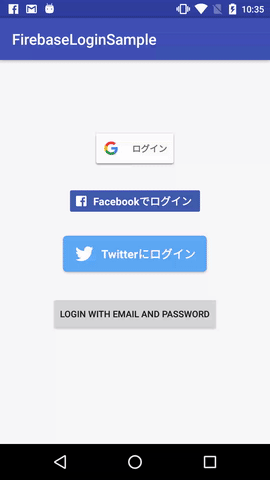 10:35
FirebaseLoginSample
ログイン
Facebookでログイン
Twitterにログイン
LOGIN WITH EMAIL AND PASSWORD